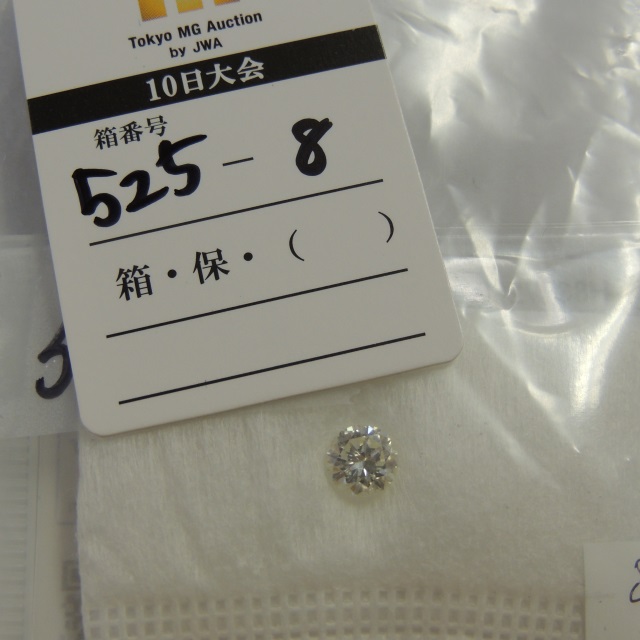 Tokyo MG Auction
by JWA
10日大会
箱番号
525 - 8
箱・保・(　　)